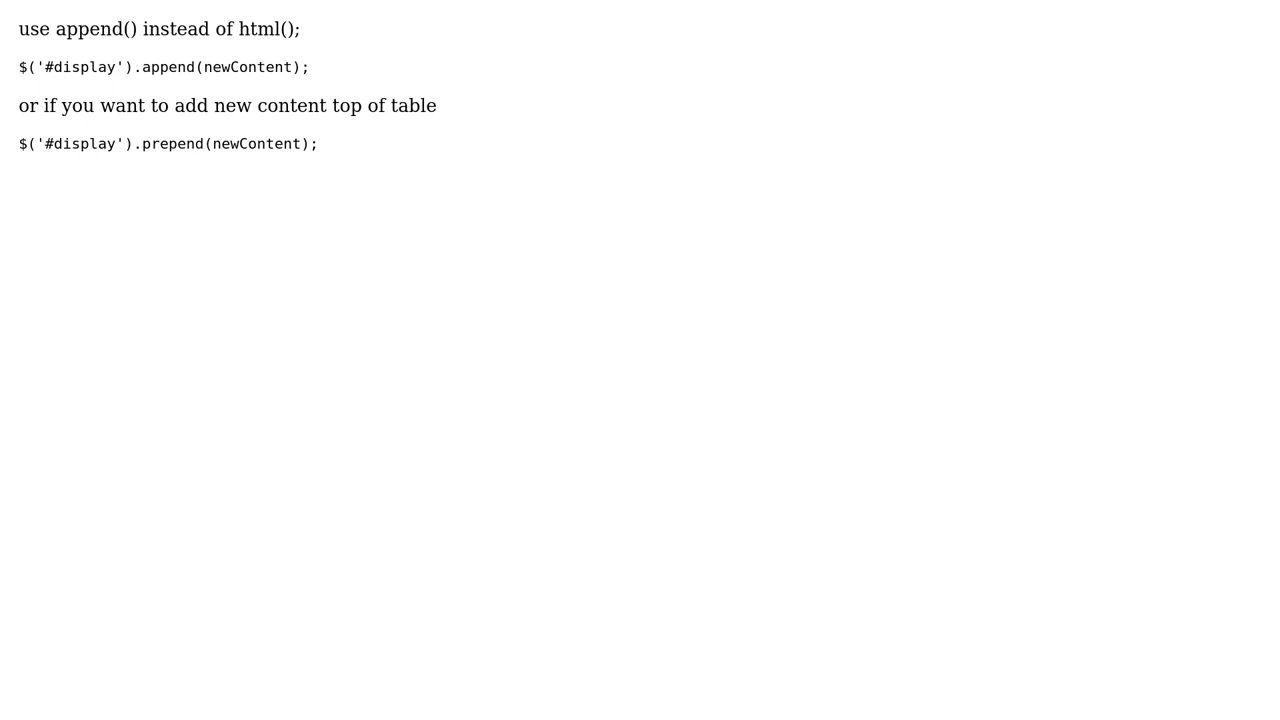 use append() instead of html();
$('#display').append(newContent);
or if you want to add new content top of table
$('#display').prepend(newContent);